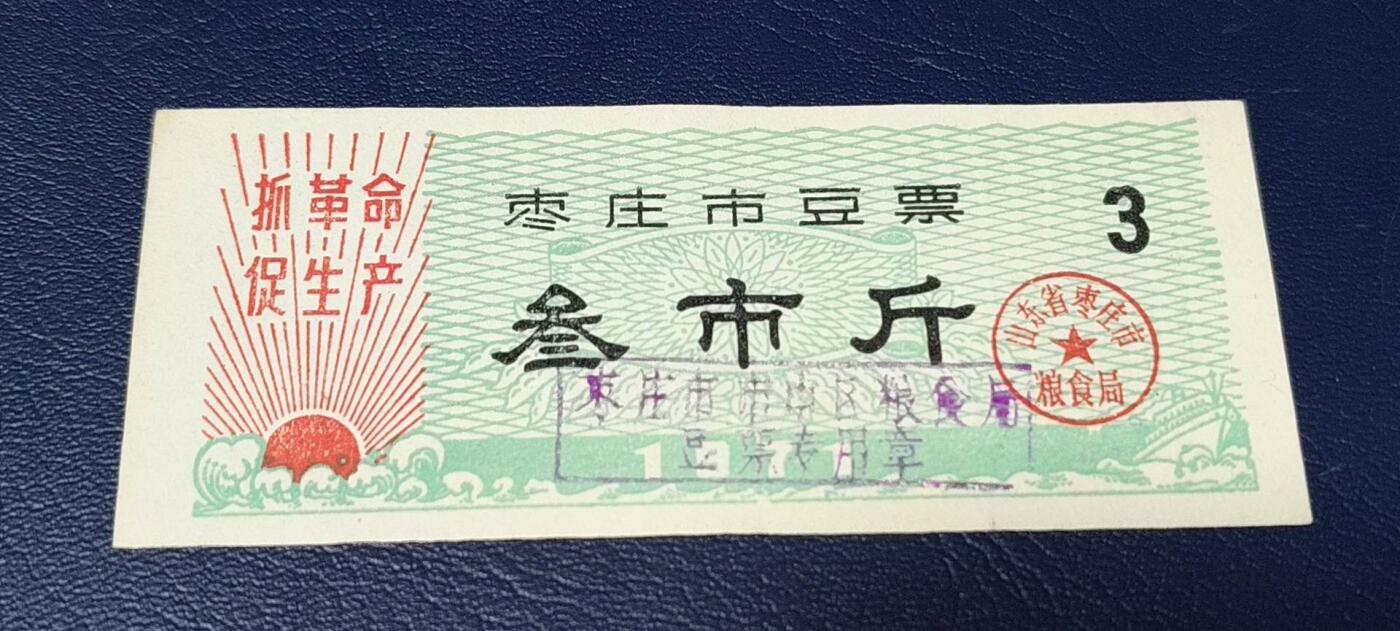 抓革命
促生产
枣庄市豆票
3
叁市斤
山东省枣庄市
粮食局
枣庄市市中区粮食局
豆票专用章